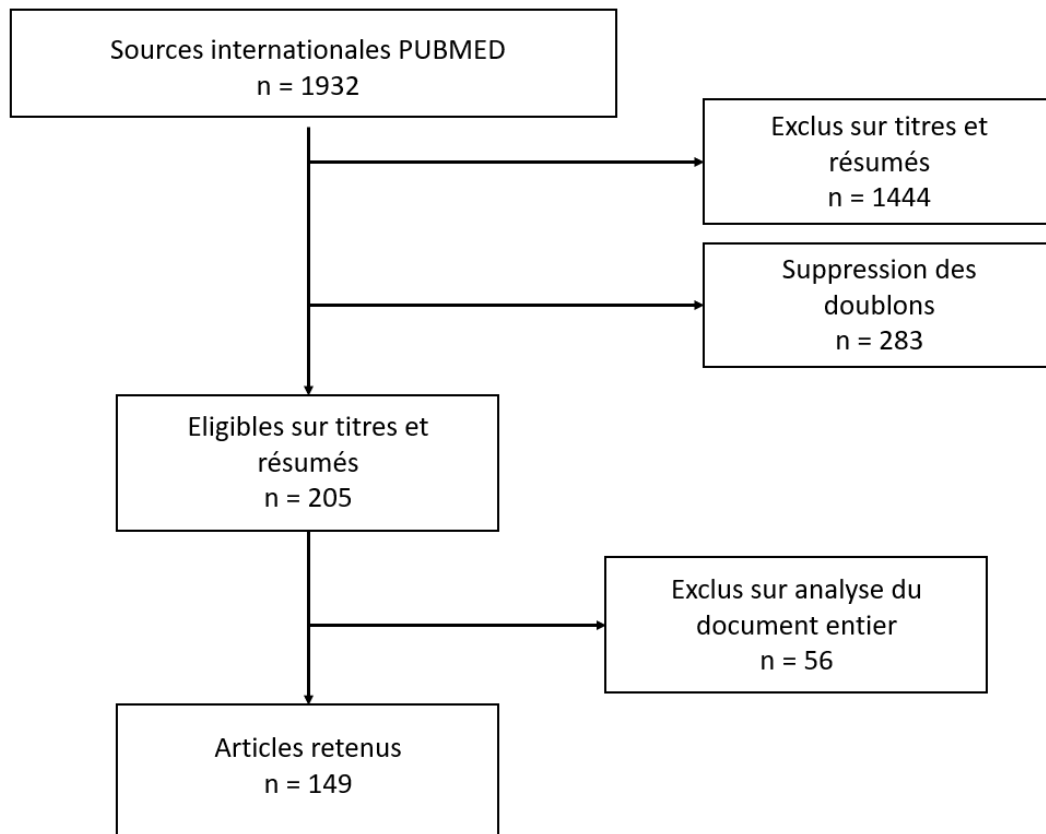 Sources internationales PUBMED
n = 1932
Exclus sur titres et
résumés
n = 1444
Suppression des
doublons
n = 283
Eligibles sur titres et
résumés
n = 205
Exclus sur analyse du
document entier
n = 56
Articles retenus
n = 149